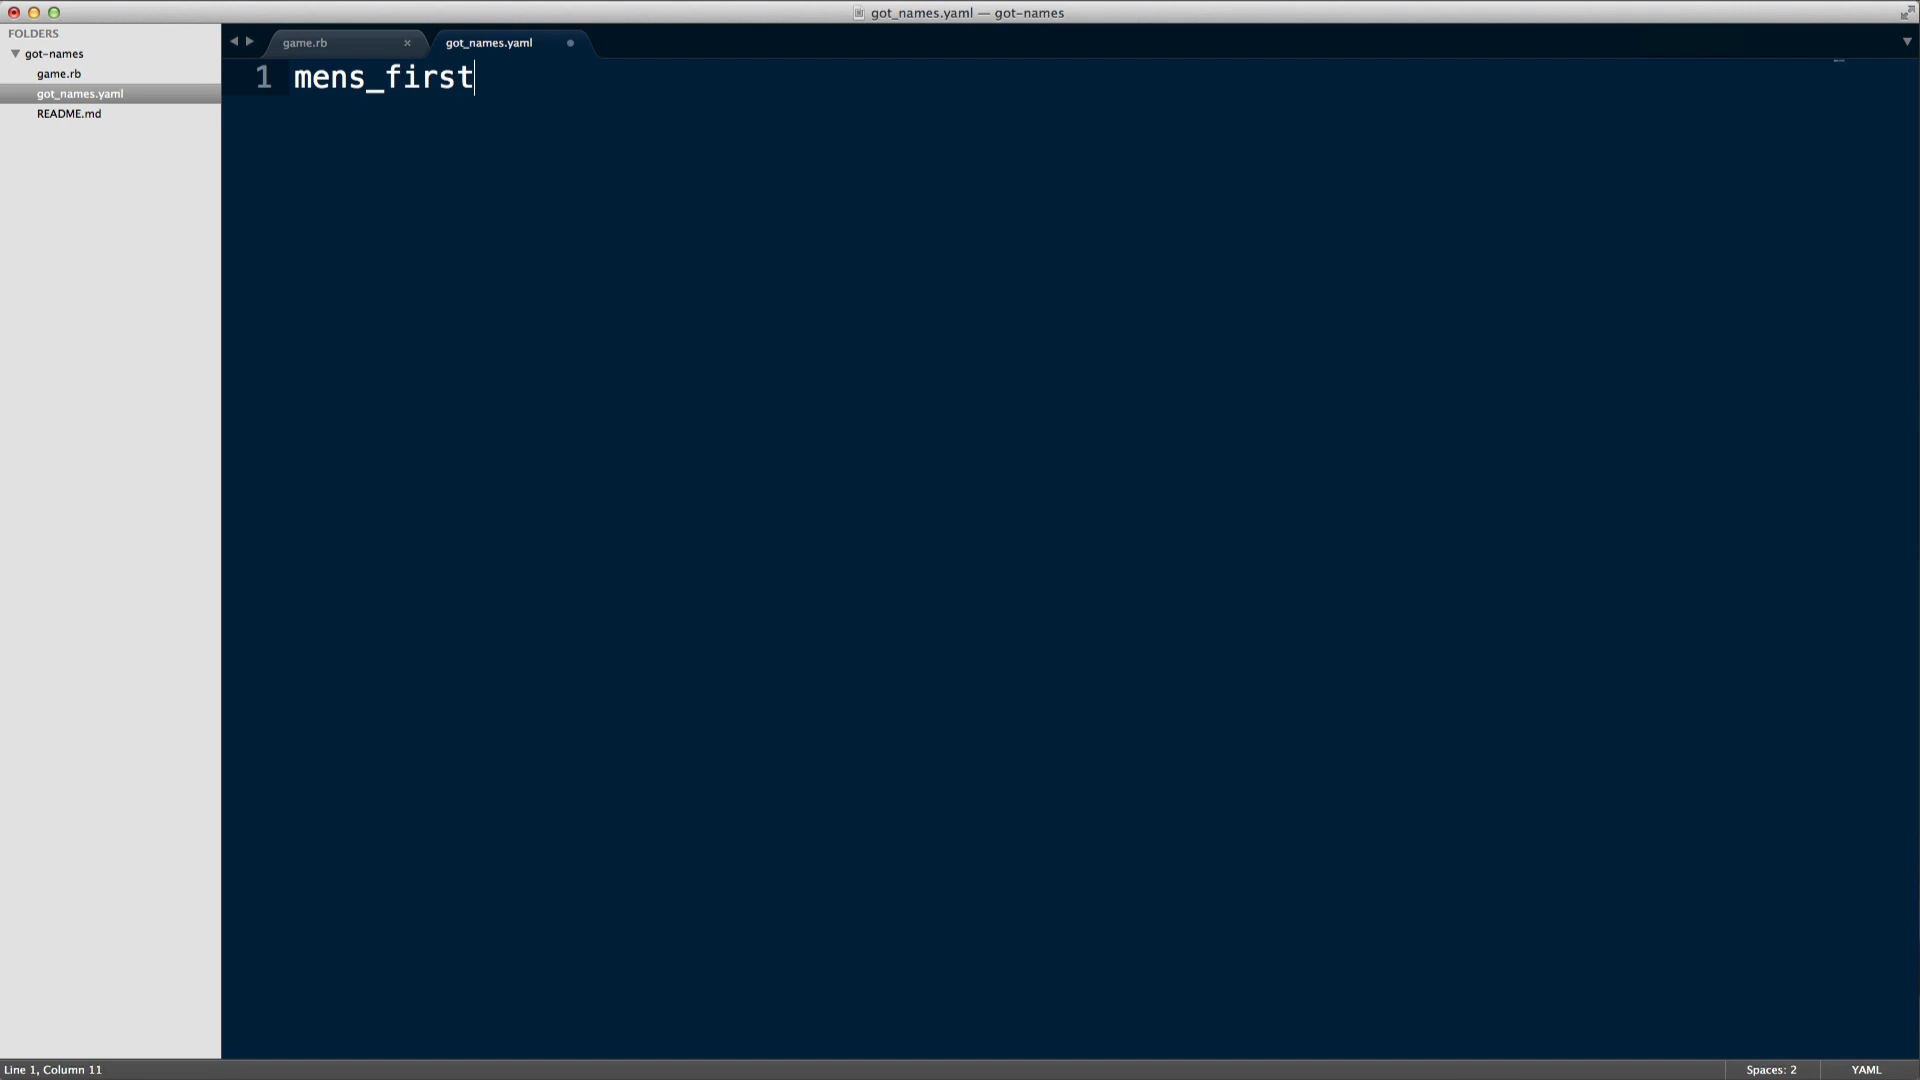 got_names.yaml — got-names
FOLDERS
got-names
game.rb
got_names.yaml
README.md
game.rb ×
got_names.yaml
1 mens_first
Line 1, Column 11
Spaces: 2
YAML